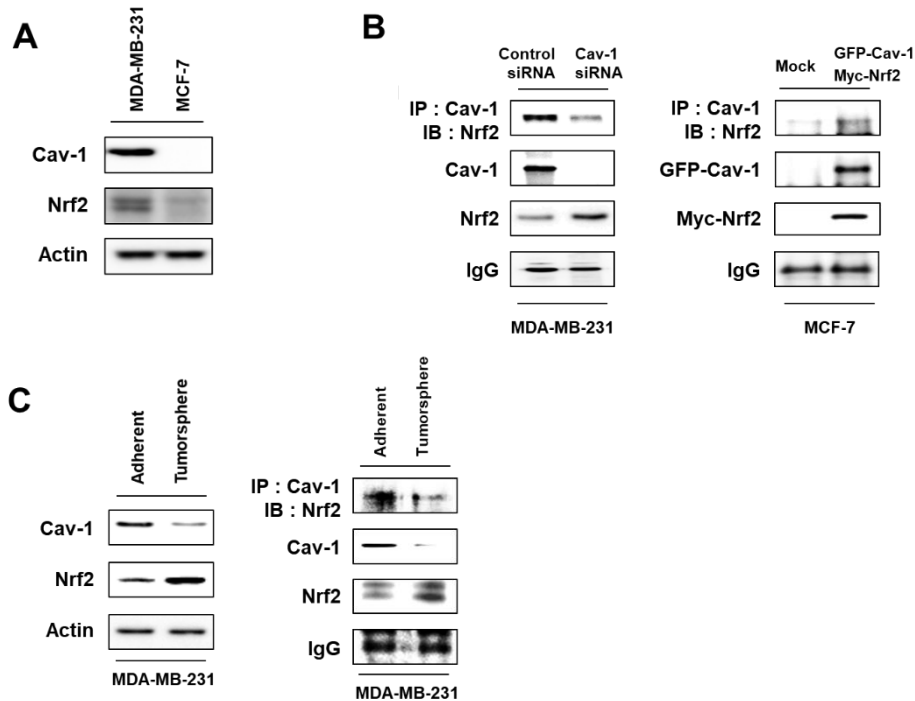 A
MDA-MB-231
MCF-7
Cav-1
Nrf2
Actin
B
Control
siRNA
Cav-1
siRNA
IP : Cav-1
IB : Nrf2
Cav-1
Nrf2
IgG
MDA-MB-231
Mock
GFP-Cav-1
Myc-Nrf2
IP : Cav-1
IB : Nrf2
GFP-Cav-1
Myc-Nrf2
IgG
MCF-7
C
Adherent
Tumorsphere
Cav-1
Nrf2
Actin
MDA-MB-231
Adherent
Tumorsphere
IP : Cav-1
IB : Nrf2
Cav-1
Nrf2
IgG
MDA-MB-231